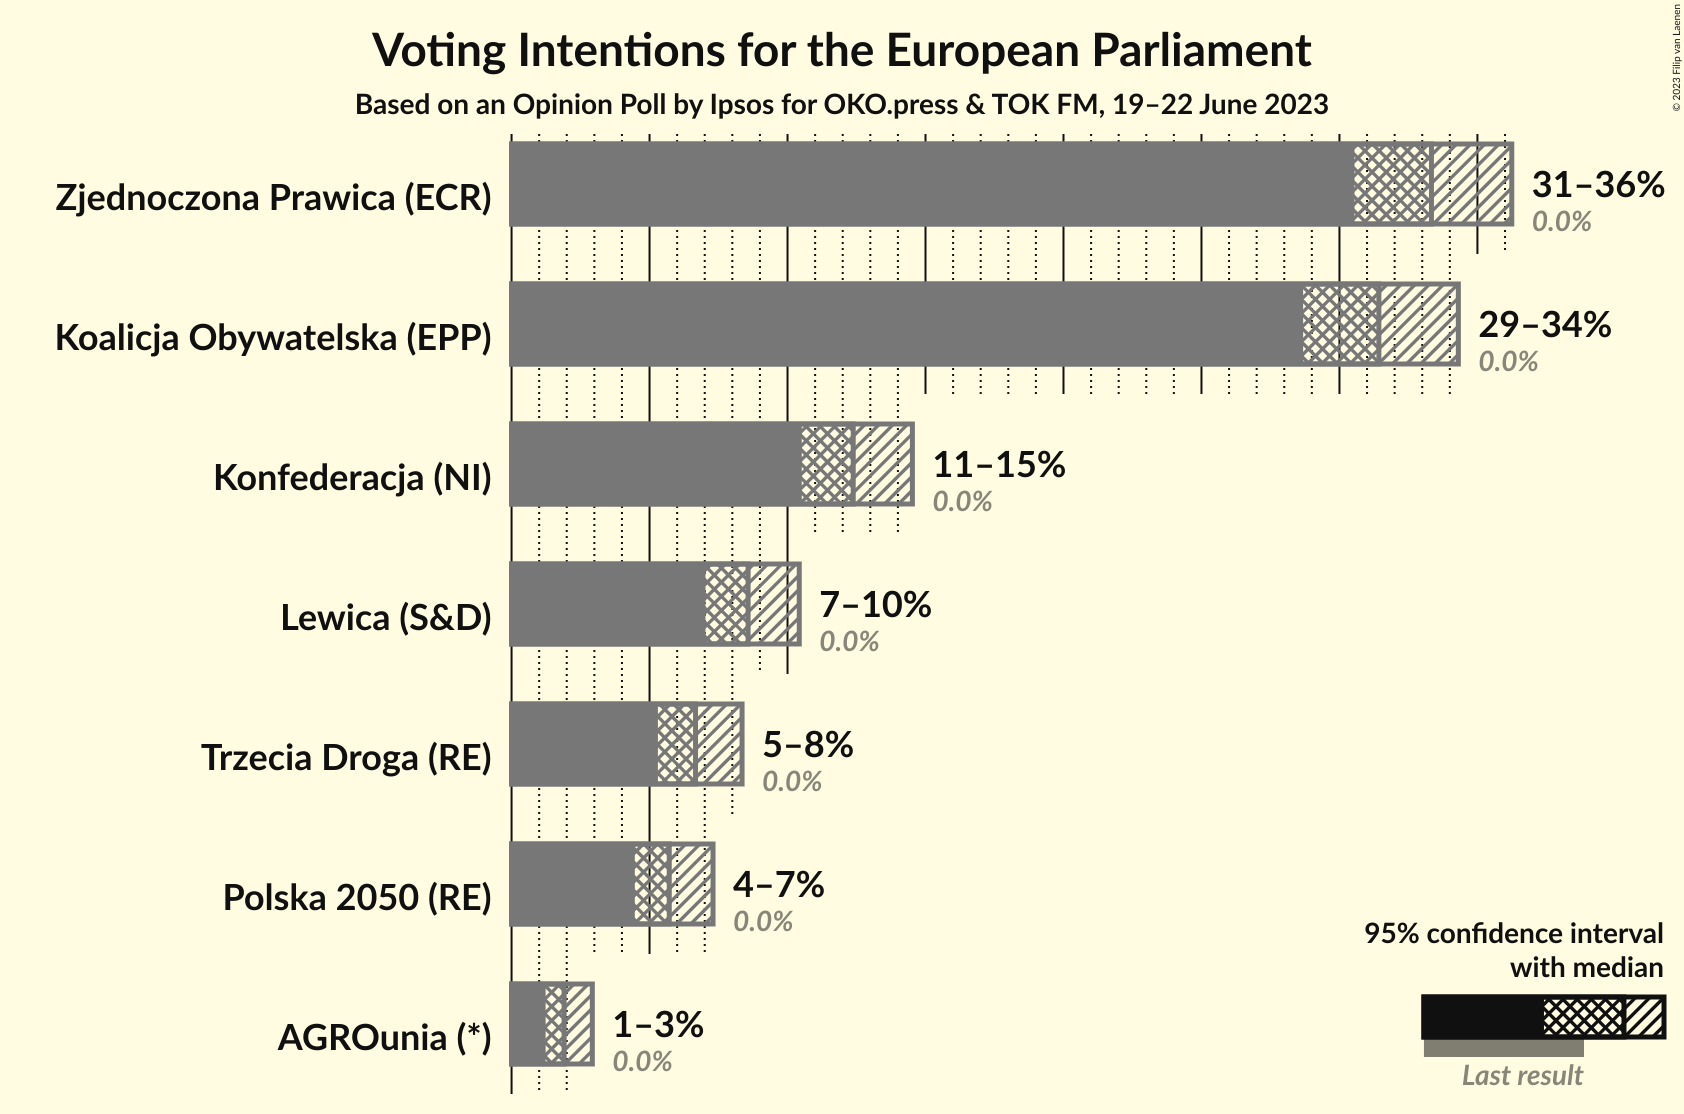 Voting Intentions for the European Parliament
Based on an Opinion Poll by Ipsos for OKO.press & TOK FM, 19–22 June 2023
© 2023 Filip van Laenen
Zjednoczona Prawica (ECR)
31–36%
0.0%
Koalicja Obywatelska (EPP)
29–34%
0.0%
Konfederacja (NI)
11–15%
0.0%
Lewica (S&D)
7–10%
0.0%
Trzecia Droga (RE)
5–8%
0.0%
Polska 2050 (RE)
4–7%
0.0%
AGROunia (*)
1–3%
0.0%
95% confidence interval
with median
Last result